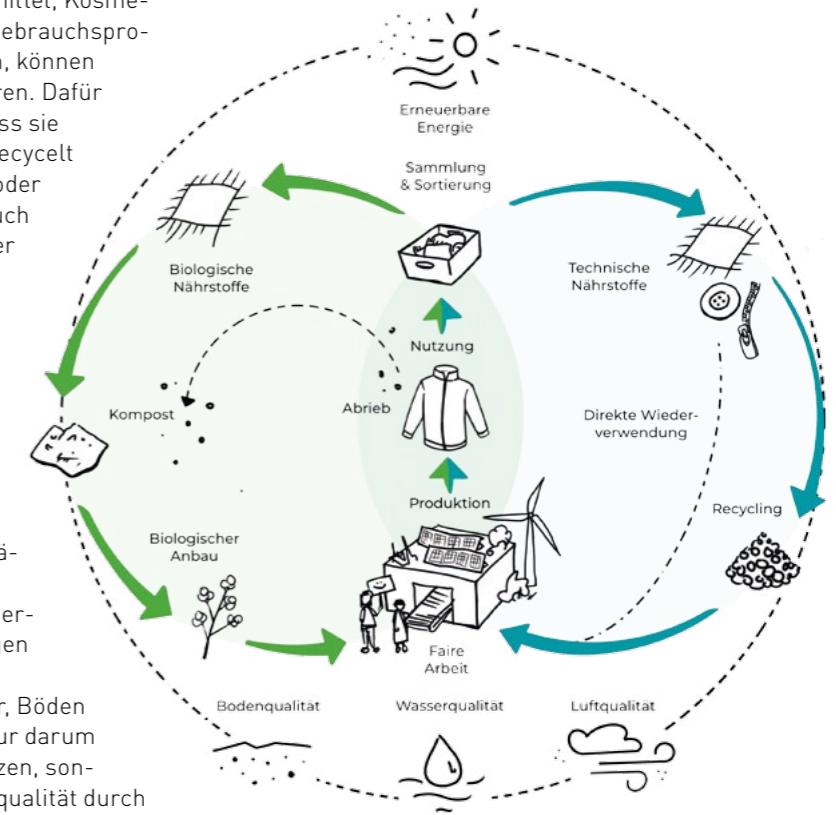 ittel, Kosme-
ebrauchspro-
n, können
ren. Dafür
ss sie
ecycelt
oder
uch
er
ä-
er-
gen
r, Böden
ur darum
zen, son-
qualität durch
Erneuerbare
Energie
Sammlung
& Sortierung
Biologische
Nährstoffe
Technische
Nährstoffe
Nutzung
Kompost
Abrieb
Direkte Wieder-
verwendung
Produktion
Recycling
Biologischer
Anbau
Faire
Arbeit
Bodenqualität
Wasserqualität
Luftqualität